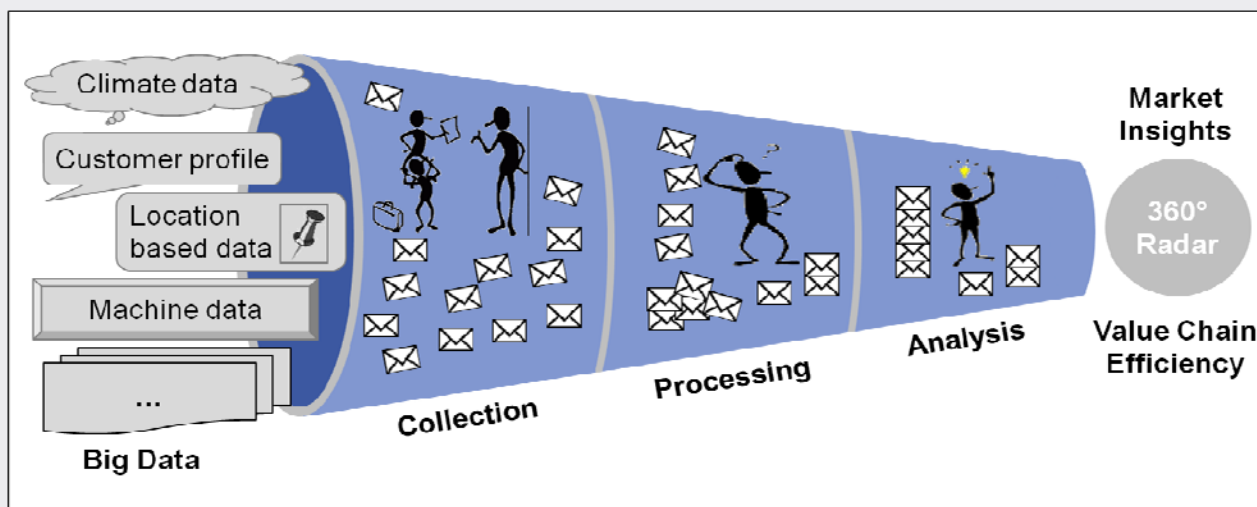 Climate data
Customer profile
Location
based data
Machine data
...
Big Data
Collection
Processing
Analysis
?
Market
Insights
360°
Radar
Value Chain
Efficiency